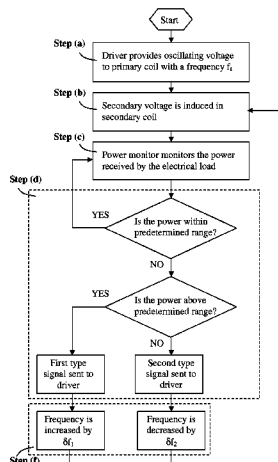 Start
Step (a)
Driver provides oscillating voltage
to primary coil with a frequency f₁
Step (b)
Secondary voltage is induced in
secondary coil
Step (c)
Power monitor monitors the power
received by the electrical load
Step (d)
YES
Is the power within
predetermined range?
NO
YES
Is the power above
predetermined range?
NO
First type
signal sent to
driver
Second type
signal sent to
driver
Frequency is
increased by
δf₁
Frequency is
decreased by
δf₂